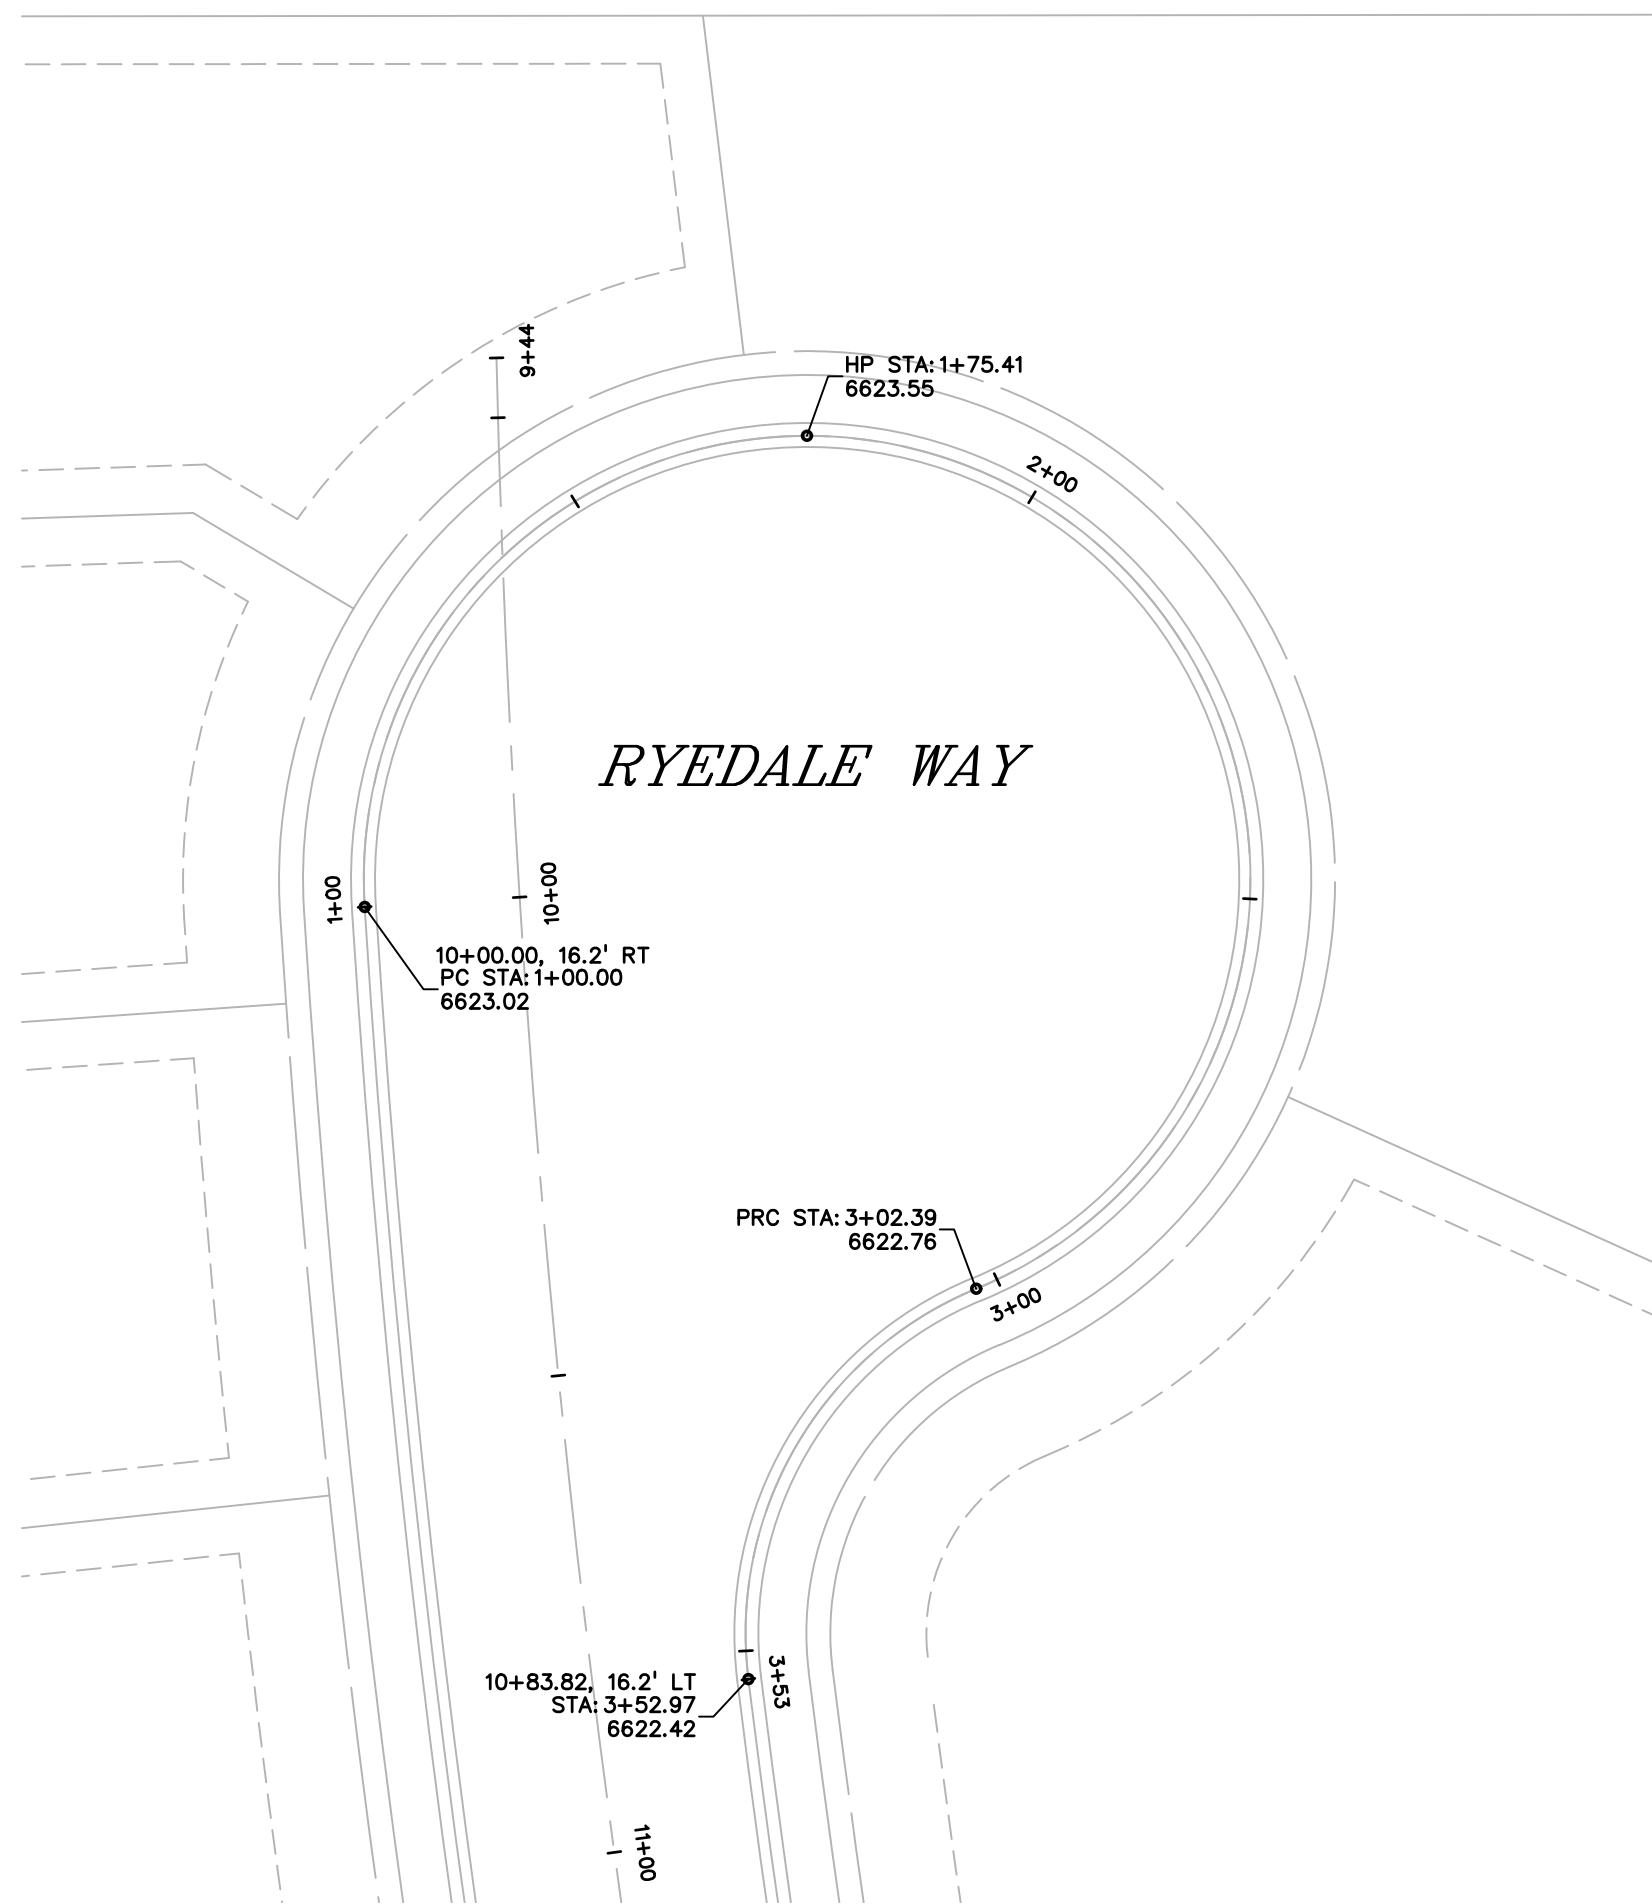 9+44
HP STA:1+75.41
6623.55
2+00
RYEDALE WAY
1+00
10+00
10+00.00, 16.2' RT
PC STA:1+00.00
6623.02
PRC STA:3+02.39
6622.76
3+00
10+83.82, 16.2' LT
STA:3+52.97
6622.42
3+53
11+00